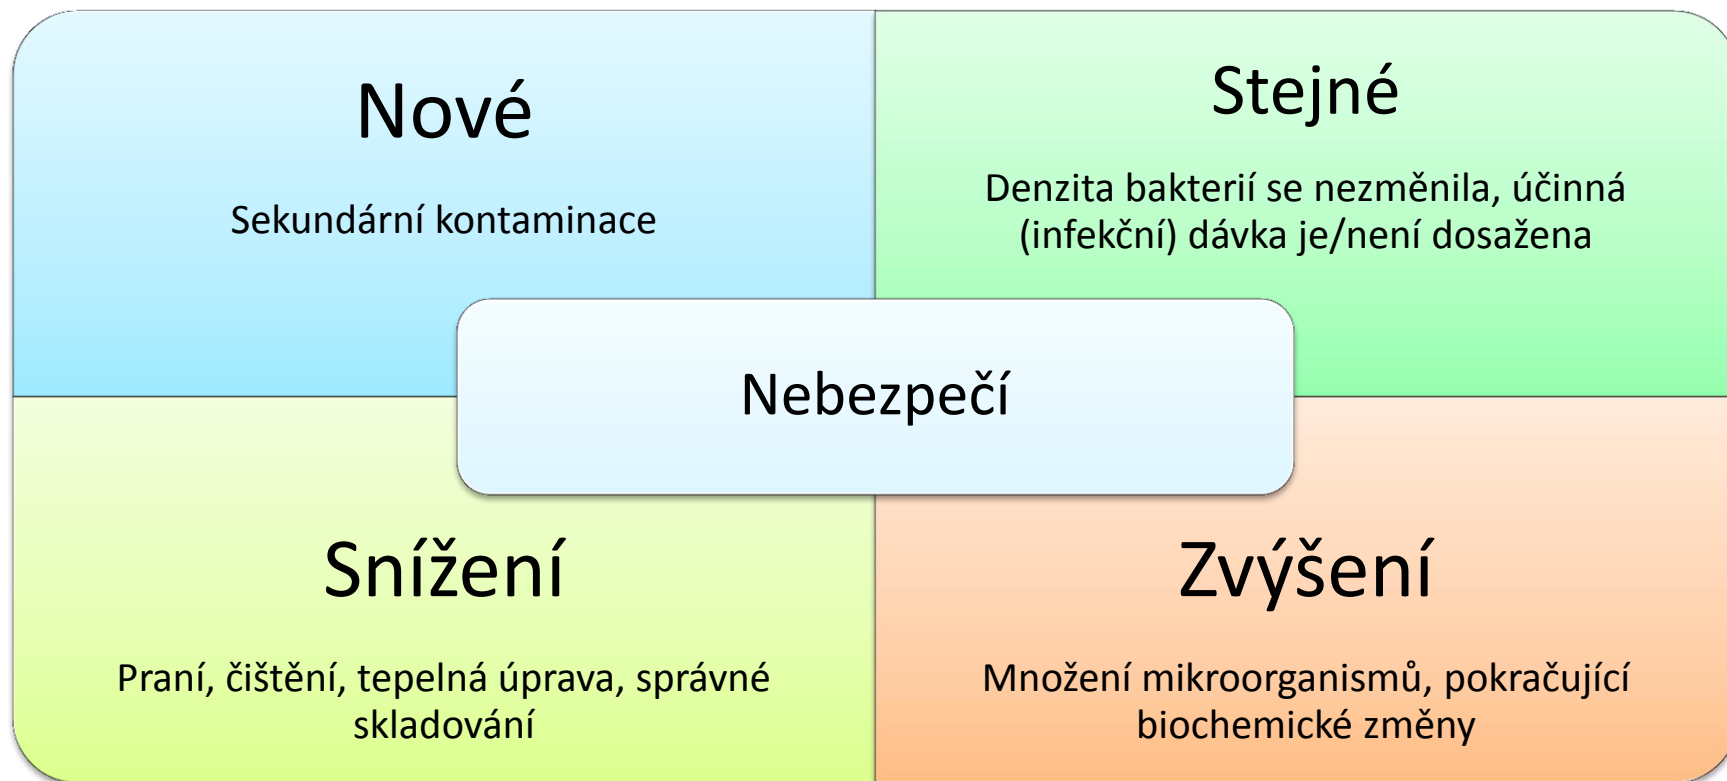 Nové
Sekundární kontaminace
Stejné
Denzita bakterií se nezměnila, účinná
(infekční) dávka je/není dosažena
Nebezpečí
Snížení
Praní, čištění, tepelná úprava, správné
skladování
Zvýšení
Množení mikroorganismů, pokračující
biochemické změny